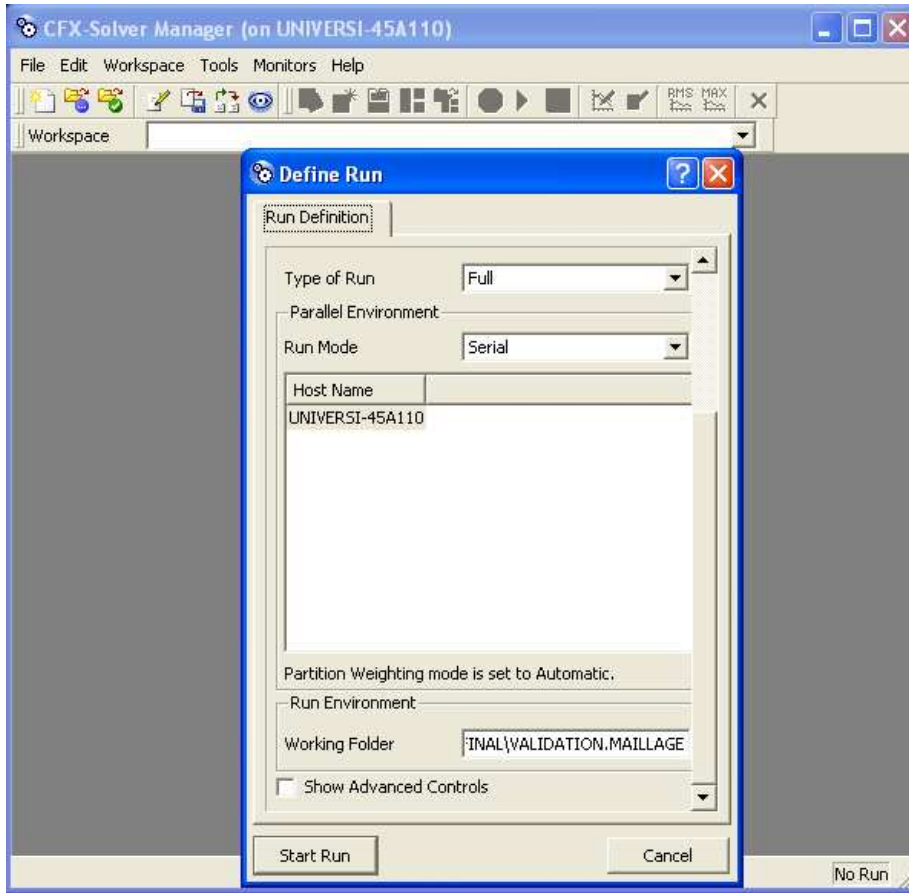 CFX-Solver Manager (on UNIVERSI-45A110)
File Edit Workspace Tools Monitors Help
RMS MAX
Workspace
Define Run
Run Definition
Type of Run Full
Parallel Environment
Run Mode Serial
Host Name
UNIVERSI-45A110
Partition Weighting mode is set to Automatic.
Run Environment
Working Folder INAL\VALIDATION.MAILLAGE
Show Advanced Controls
Start Run Cancel
No Run